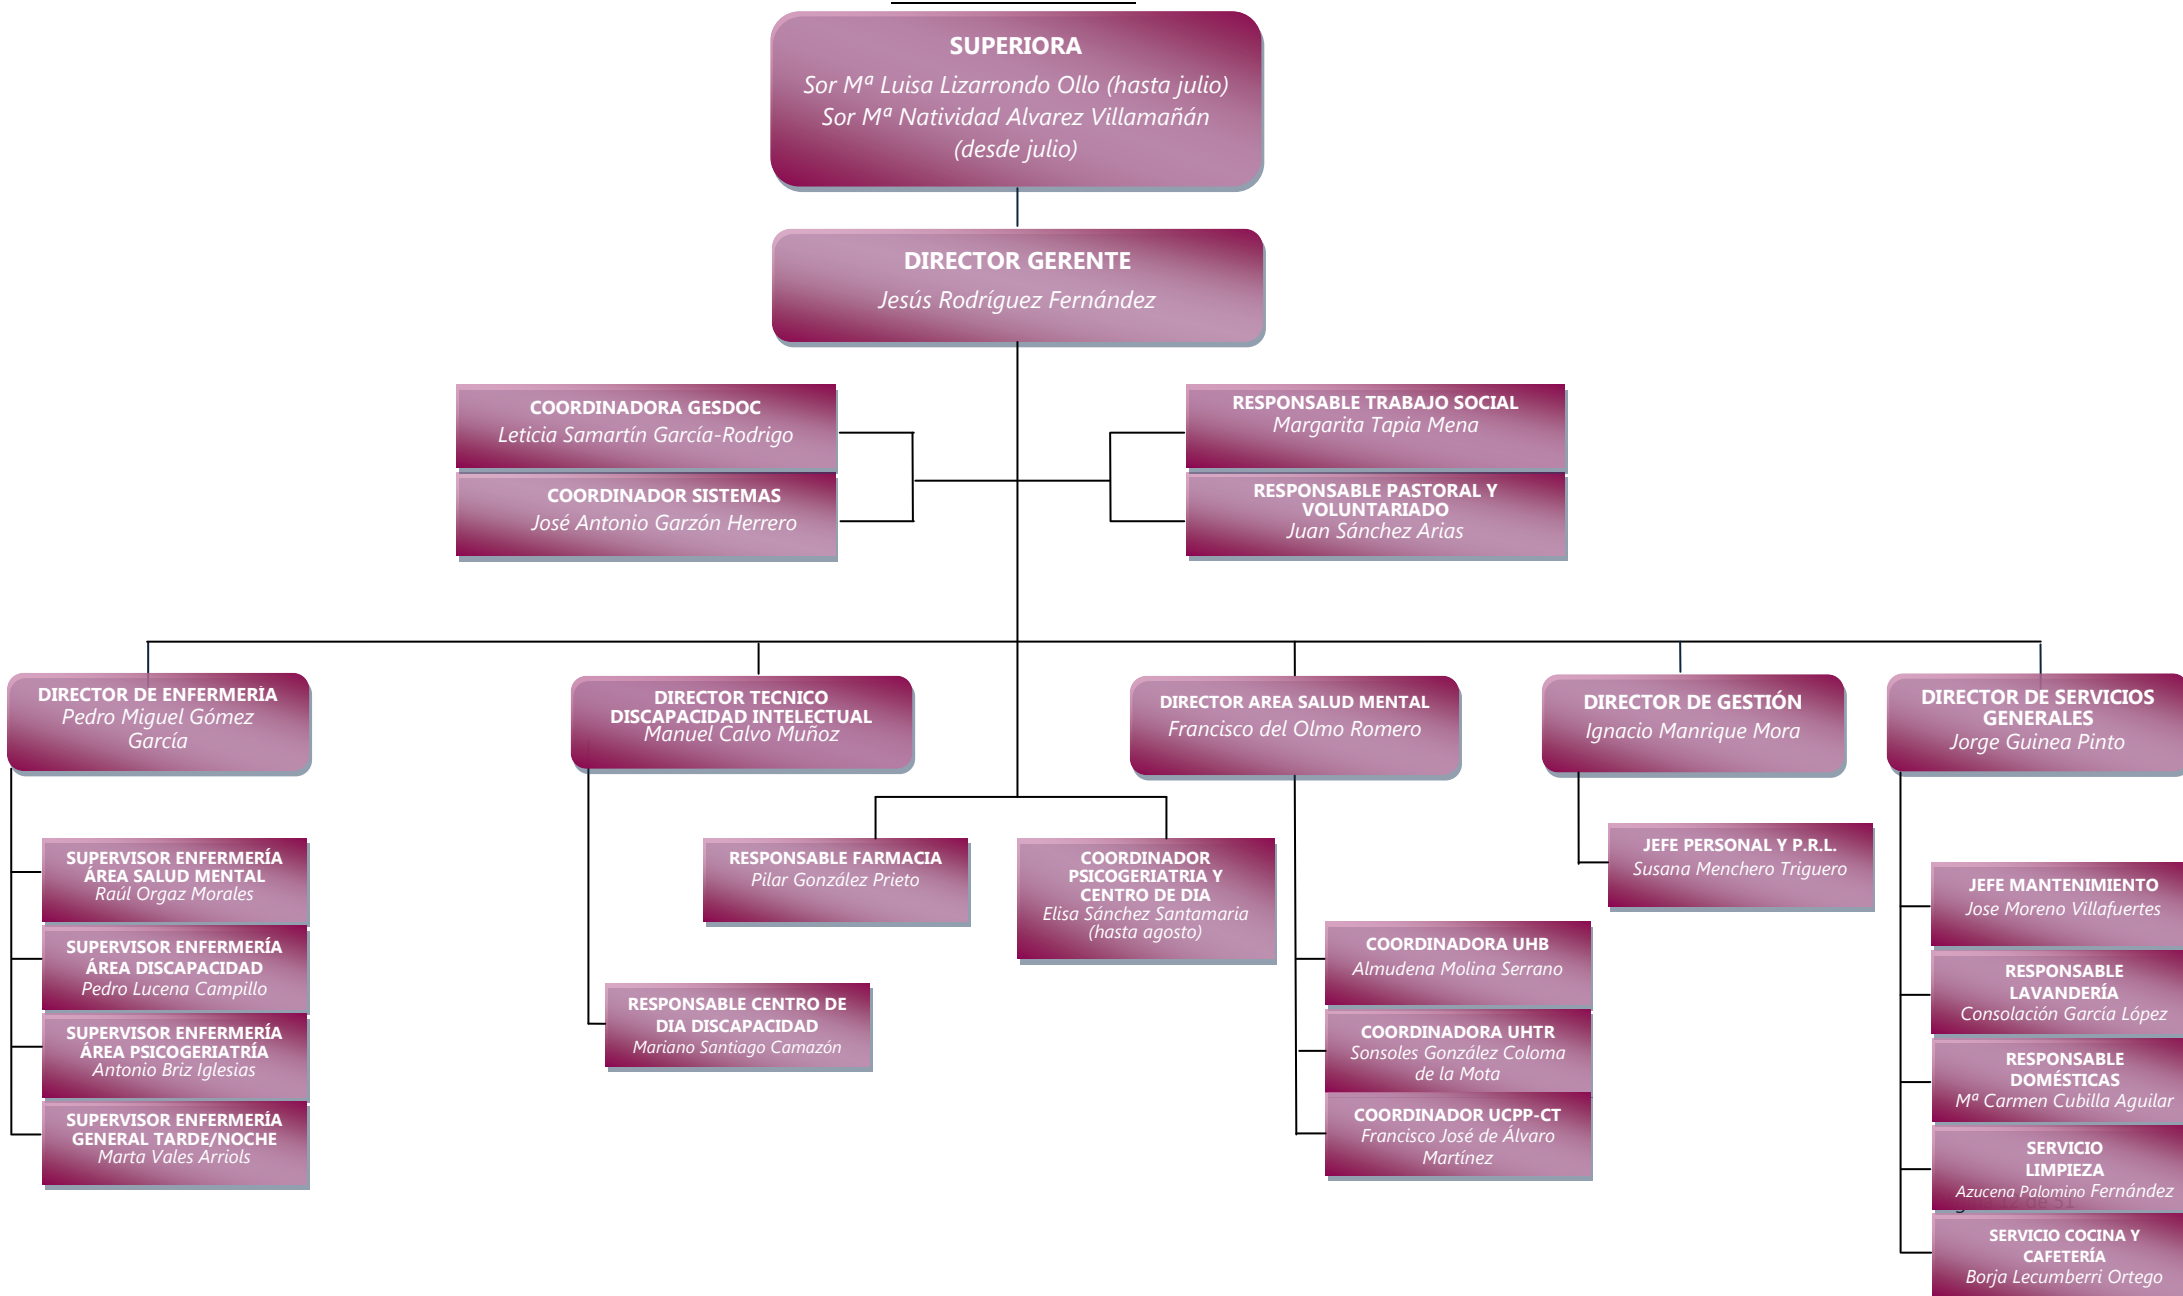 SUPERIORA
Sor Mª Luisa Lizarrondo Ollo (hasta julio)
Sor Mª Natividad Alvarez Villamañán
(desde julio)
DIRECTOR GERENTE
Jesús Rodríguez Fernández
COORDINADORA GESDOC
Leticia Samartín García-Rodrigo
COORDINADOR SISTEMAS
José Antonio Garzón Herrero
RESPONSABLE TRABAJO SOCIAL
Margarita Tapia Mena
RESPONSABLE PASTORAL Y
VOLUNTARIADO
Juan Sánchez Arias
DIRECTOR DE ENFERMERÍA
Pedro Miguel Gómez
García
DIRECTOR TECNICO
DISCAPACIDAD INTELECTUAL
Manuel Calvo Muñoz
DIRECTOR AREA SALUD MENTAL
Francisco del Olmo Romero
DIRECTOR DE GESTIÓN
Ignacio Manrique Mora
DIRECTOR DE SERVICIOS
GENERALES
Jorge Guinea Pinto
SUPERVISOR ENFERMERÍA
ÁREA SALUD MENTAL
Raúl Orgaz Morales
SUPERVISOR ENFERMERÍA
ÁREA DISCAPACIDAD
Pedro Lucena Campillo
SUPERVISOR ENFERMERÍA
ÁREA PSICOGERIATRÍA
Antonio Briz Iglesias
SUPERVISOR ENFERMERÍA
GENERAL TARDE/NOCHE
Marta Vales Arriols
RESPONSABLE CENTRO DE
DIA DISCAPACIDAD
Mariano Santiago Camazón
RESPONSABLE FARMACIA
Pilar González Prieto
COORDINADOR
PSICOGERIATRIA Y
CENTRO DE DIA
Elisa Sánchez Santamaria
(hasta agosto)
COORDINADORA UHB
Almudena Molina Serrano
COORDINADORA UHTR
Sonsoles González Coloma
de la Mota
COORDINADOR UCPP-CT
Francisco José de Álvaro
Martínez
JEFE PERSONAL Y P.R.L.
Susana Menchero Triguero
JEFE MANTENIMIENTO
Jose Moreno Villafuertes
RESPONSABLE
LAVANDERÍA
Consolación García López
RESPONSABLE
DOMÉSTICAS
Mª Carmen Cubilla Aguilar
SERVICIO
LIMPIEZA
Azucena Palomino Fernández
de 51
SERVICIO COCINA Y
CAFETERÍA
Borja Lecumberri Ortego